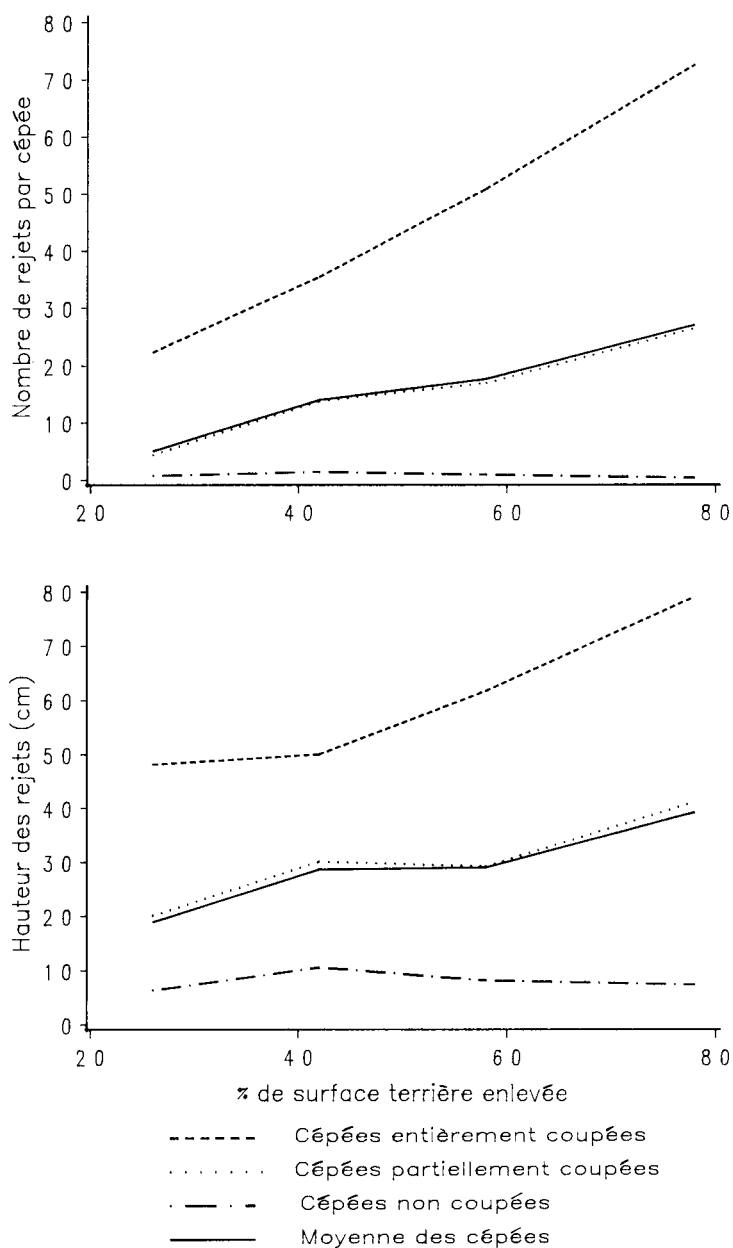 80
70
60
50
40
30
20
10
0
Nombre de rejets par cépée
20 40 60 80
80
70
60
50
40
30
20
10
0
Hauteur des rejets (cm)
20 40 60 80
% de surface terrière enlevée
Cépées entièrement coupées
Cépées partiellement coupées
Cépées non coupées
Moyenne des cépées